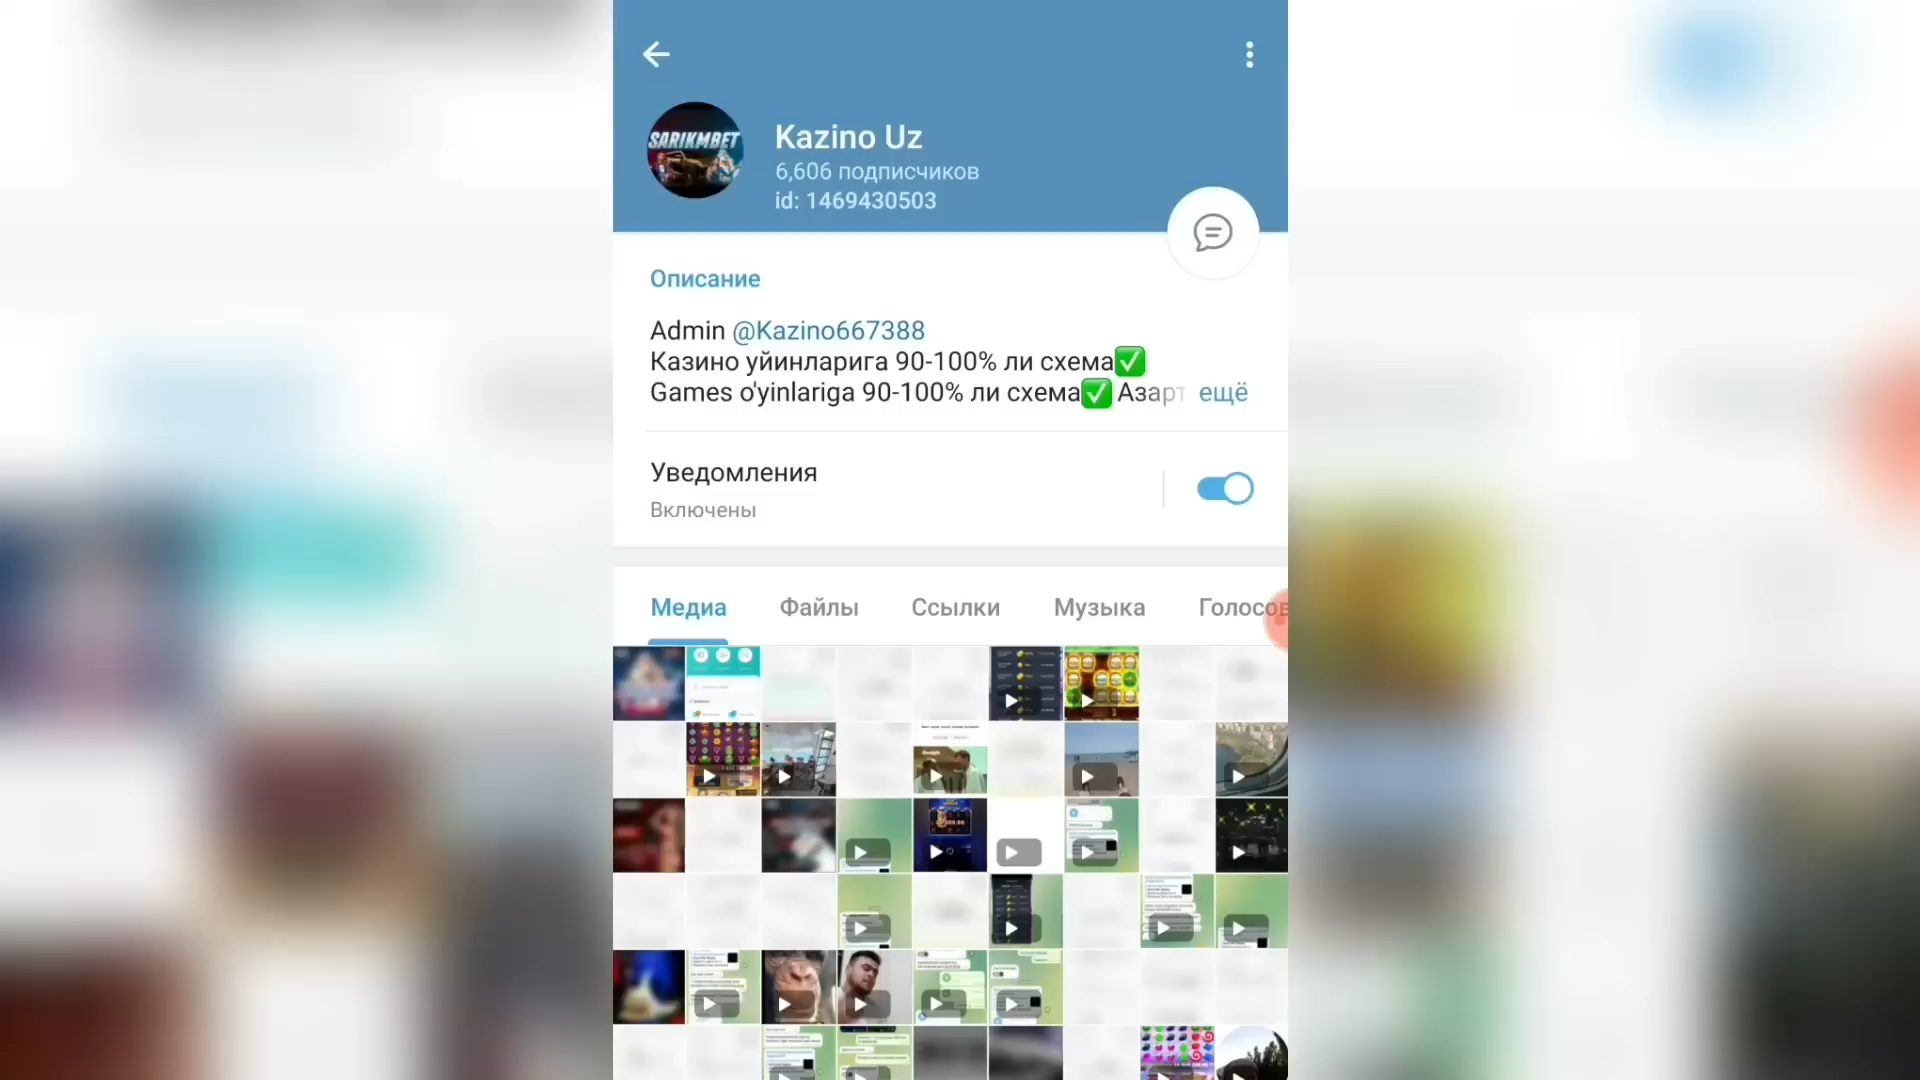 SARIKMBET
Kazino Uz
6,606 подписчиков
id: 1469430503
Описание
Admin @Kazino667388
Казино уйинларига 90-100% ли схема✅
Games o'yinlariga 90-100% ли схема✅ Азарт ещё
Уведомления
Включены
Медиа Файлы Ссылки Музыка Голосов